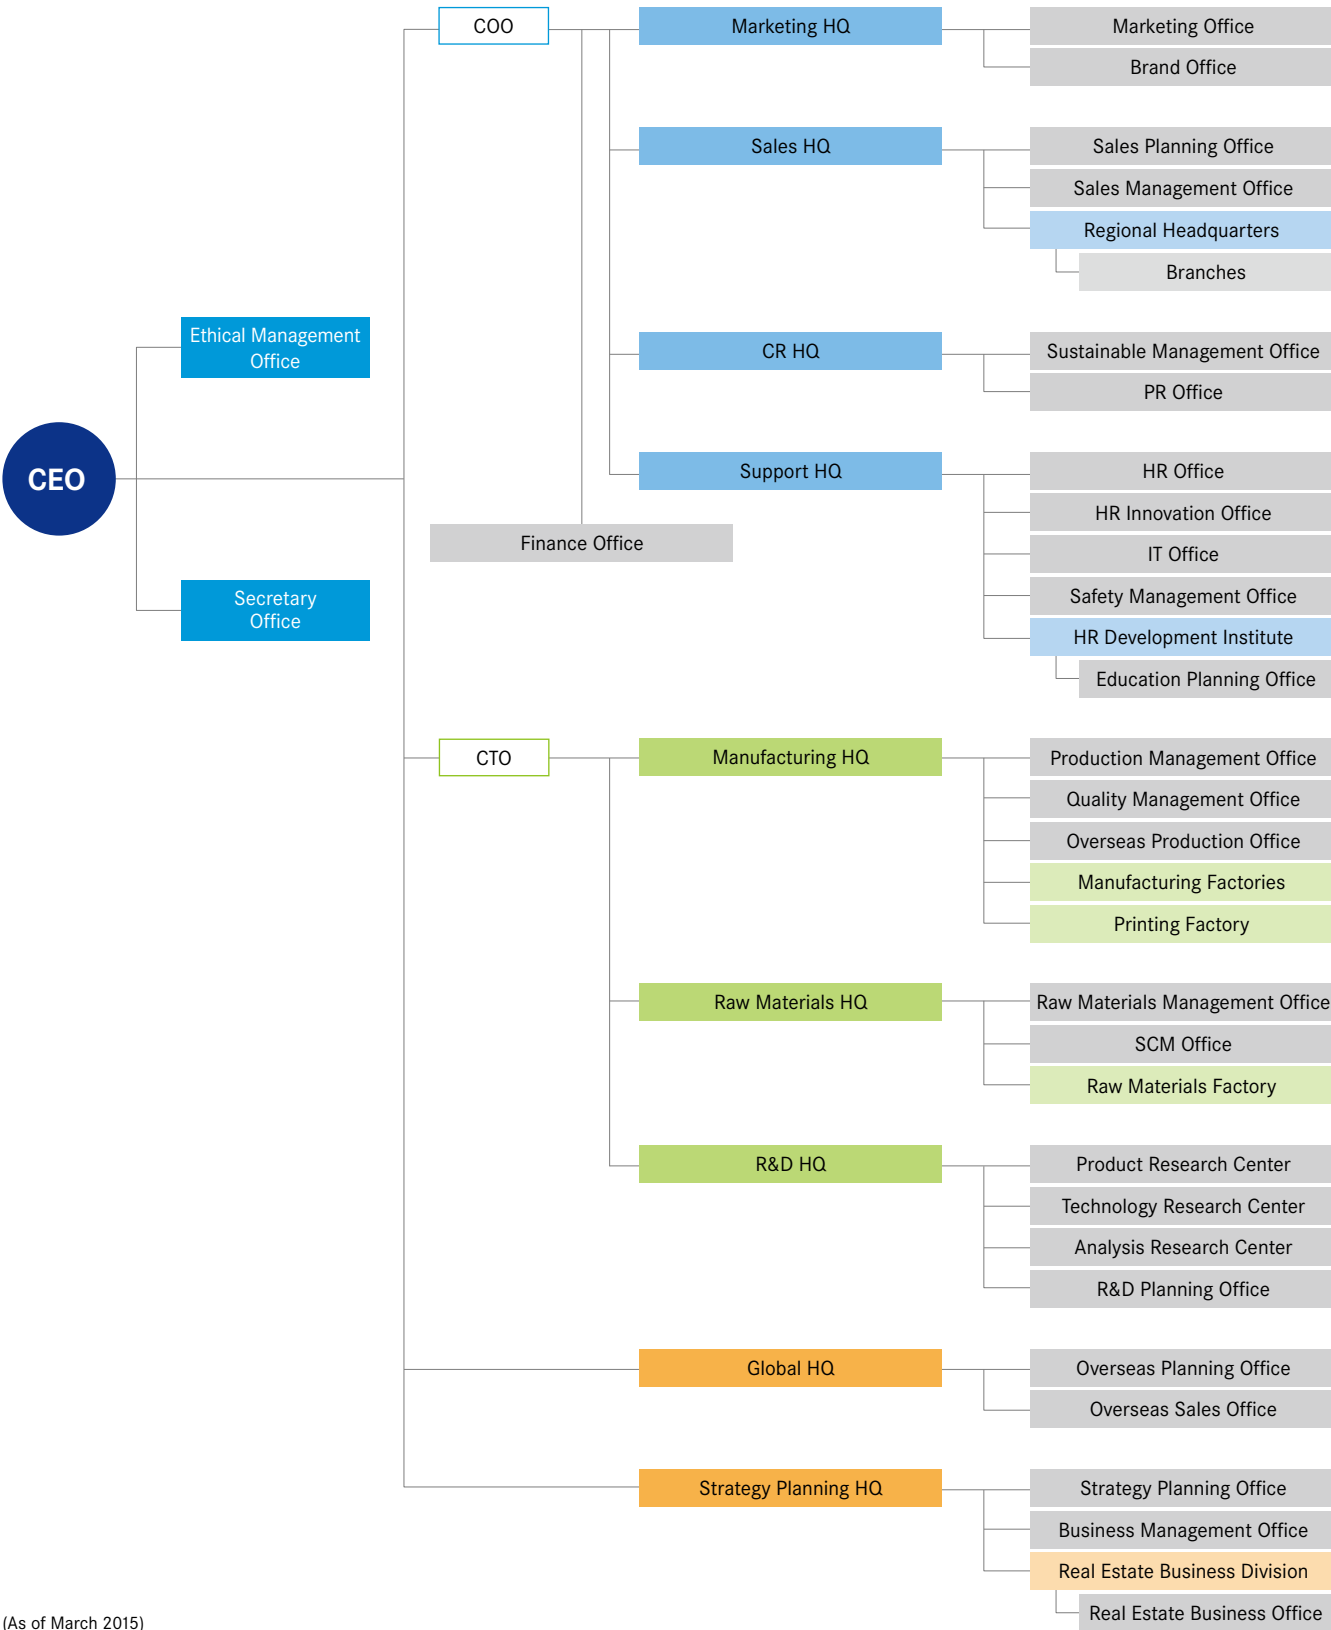 COO
Marketing HQ
Marketing Office
Brand Office
Sales HQ
Sales Planning Office
Sales Management Office
Regional Headquarters
Branches
Ethical Management
Office
CR HQ
Sustainable Management Office
PR Office
CEO
Support HQ
HR Office
HR Innovation Office
Finance Office
IT Office
Safety Management Office
Secretary
Office
HR Development Institute
Education Planning Office
CTO
Manufacturing HQ
Production Management Office
Quality Management Office
Overseas Production Office
Manufacturing Factories
Printing Factory
Raw Materials HQ
Raw Materials Management Office
SCM Office
Raw Materials Factory
R&D HQ
Product Research Center
Technology Research Center
Analysis Research Center
R&D Planning Office
Global HQ
Overseas Planning Office
Overseas Sales Office
Strategy Planning HQ
Strategy Planning Office
Business Management Office
Real Estate Business Division
Real Estate Business Office
(As of March 2015)